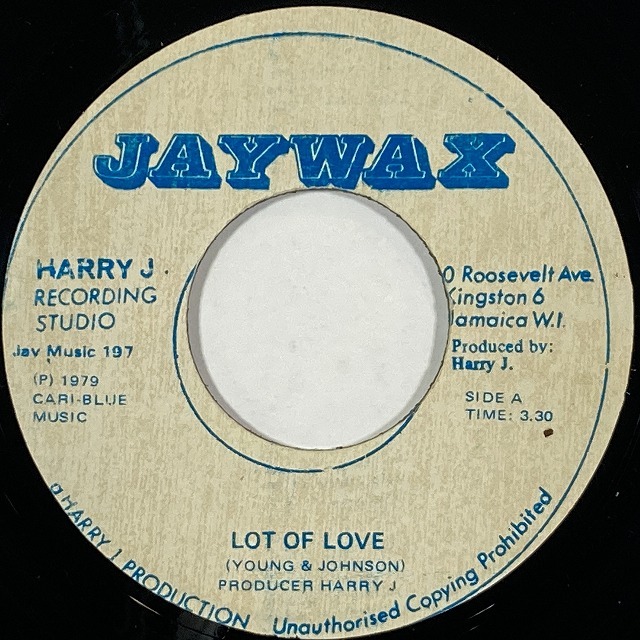 JAYWAX
HARRY J
RECORDING
STUDIO
Jay Music 197
(P) 1979
CARI-BLUE
MUSIC
0 Roosevelt Ave.
Kingston 6
Jamaica W.I.
Produced by:
Harry J.
SIDE A
TIME: 3.30
LOT OF LOVE
(YOUNG & JOHNSON)
PRODUCER HARRY J
a HARRY J PRODUCTION
Unauthorised Copying Prohibited